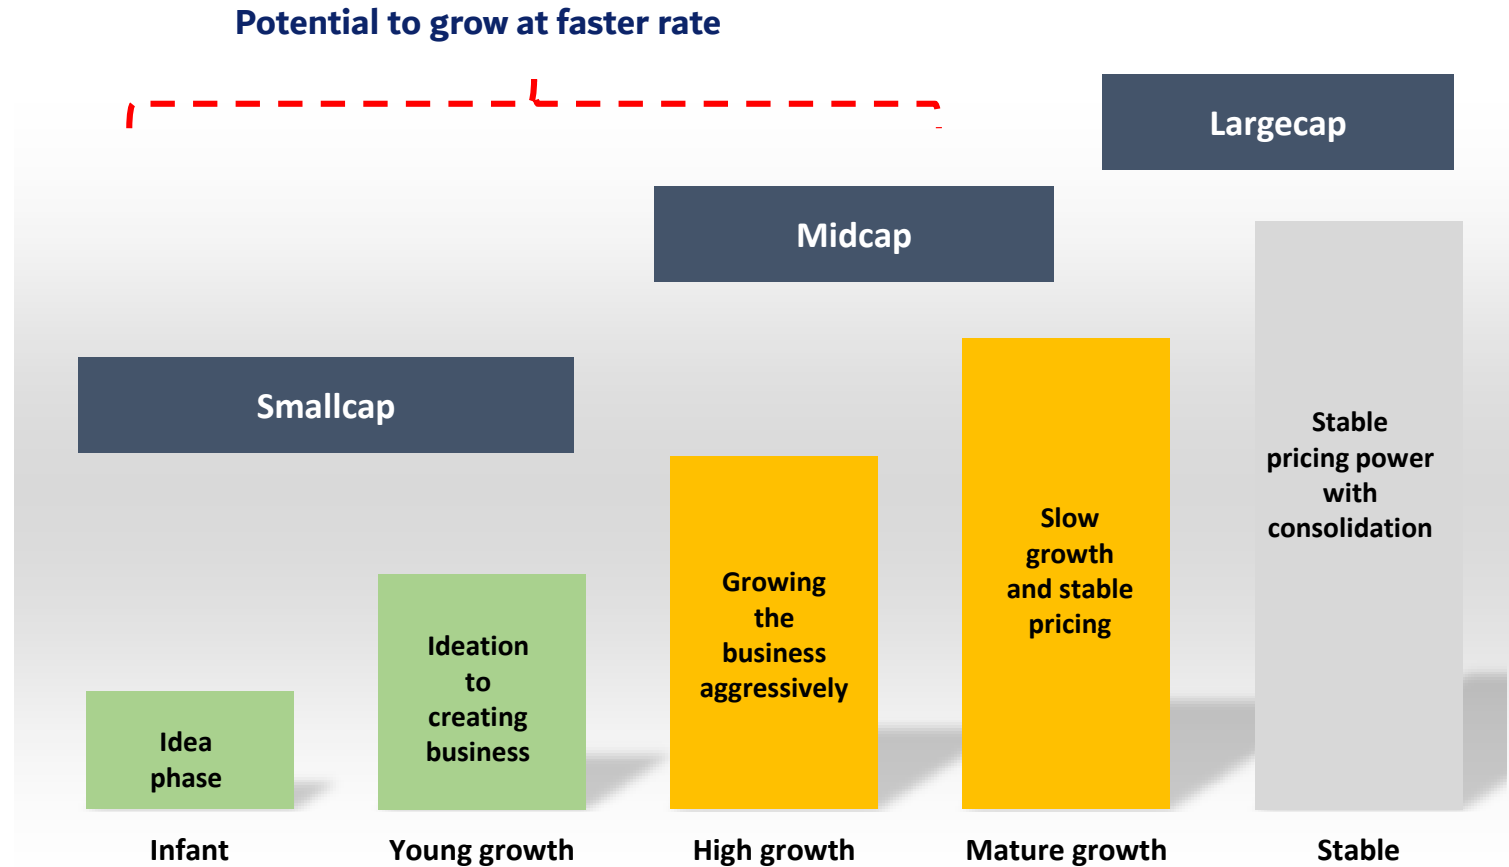 Potential to grow at faster rate
Largecap
Midcap
Smallcap
Idea
phase
Ideation
to
creating
business
Growing
the
business
aggressively
Slow
growth
and stable
pricing
Stable
pricing power
with
consolidation
Infant
Young growth
High growth
Mature growth
Stable